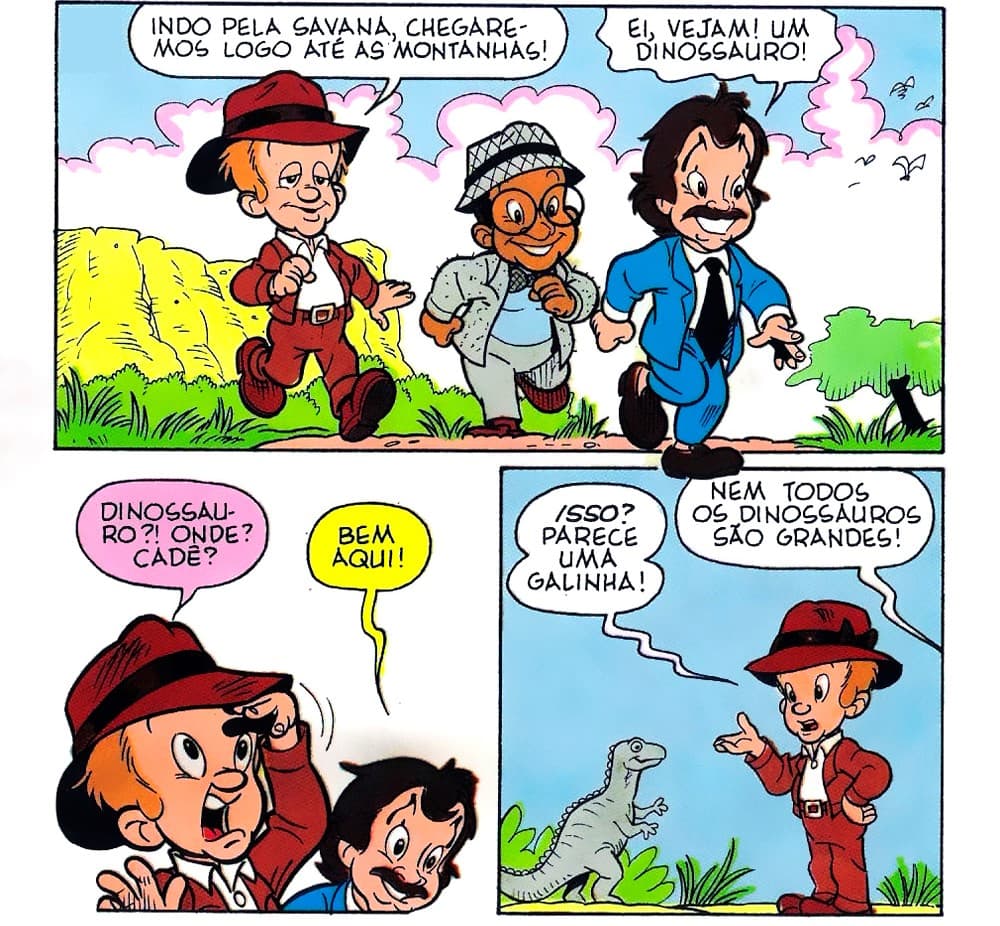 INDO PELA SAVANA, CHEGARE-
MOS LOGO ATÉ AS MONTANHAS!
EI, VEJAM! UM
DINOSSAURO!
DINOSSAU-
RO?! ONDE?
CADÊ?
BEM
AQUI!
ISSO?
PARECE
UMA
GALINHA!
NEM TODOS
OS DINOSSAUROS
SÃO GRANDES!